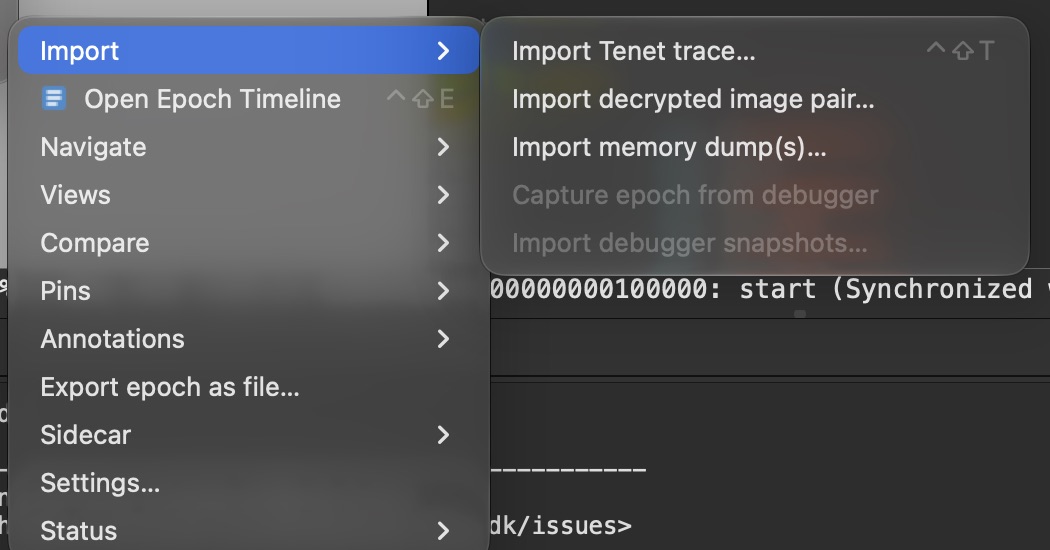 Import
Import Tenet trace... ^⇧T
Import decrypted image pair...
Import memory dump(s)...
Capture epoch from debugger
Import debugger snapshots...
Open Epoch Timeline ^⇧E
Navigate
Views
Compare
Pins
00000000100000: start (Synchronized
Annotations
Export epoch as file...
Sidecar
Settings...
Status
dk/issues>